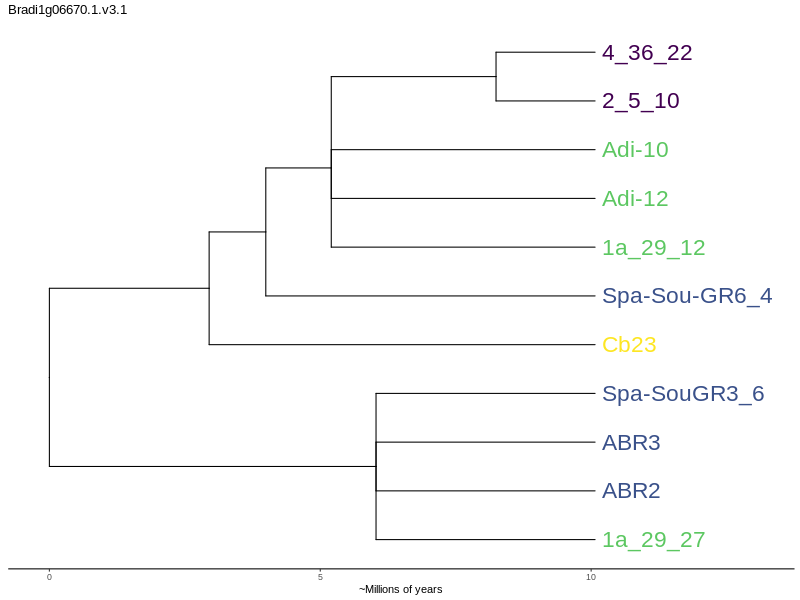 Bradi1g06670.1.v3.1
4_36_22
2_5_10
Adi-10
Adi-12
1a_29_12
Spa-Sou-GR6_4
Cb23
Spa-SouGR3_6
ABR3
ABR2
1a_29_27
0 5 10
~Millions of years